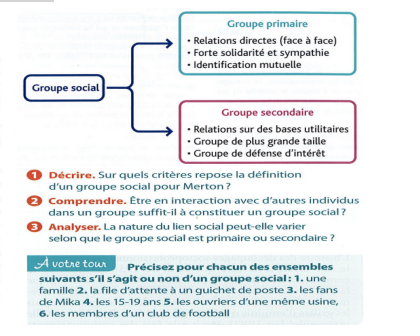 Groupe primaire
• Relations directes (face à face)
• Forte solidarité et sympathie
• Identification mutuelle
Groupe social
Groupe secondaire
• Relations sur des bases utilitaires
• Groupe de plus grande taille
• Groupe de défense d'intérêt
1 Décrire. Sur quels critères repose la définition
d'un groupe social pour Merton ?
2 Comprendre. Être en interaction avec d'autres individus
dans un groupe suffit-il à constituer un groupe social ?
3 Analyser. La nature du lien social peut-elle varier
selon que le groupe social est primaire ou secondaire ?
À votre tour Précisez pour chacun des ensembles
suivants s'il s'agit ou non d'un groupe social : 1. une
famille 2. la file d'attente à un guichet de poste 3. les fans
de Mika 4. les 15-19 ans 5. les ouvriers d'une même usine,
6. les membres d'un club de football